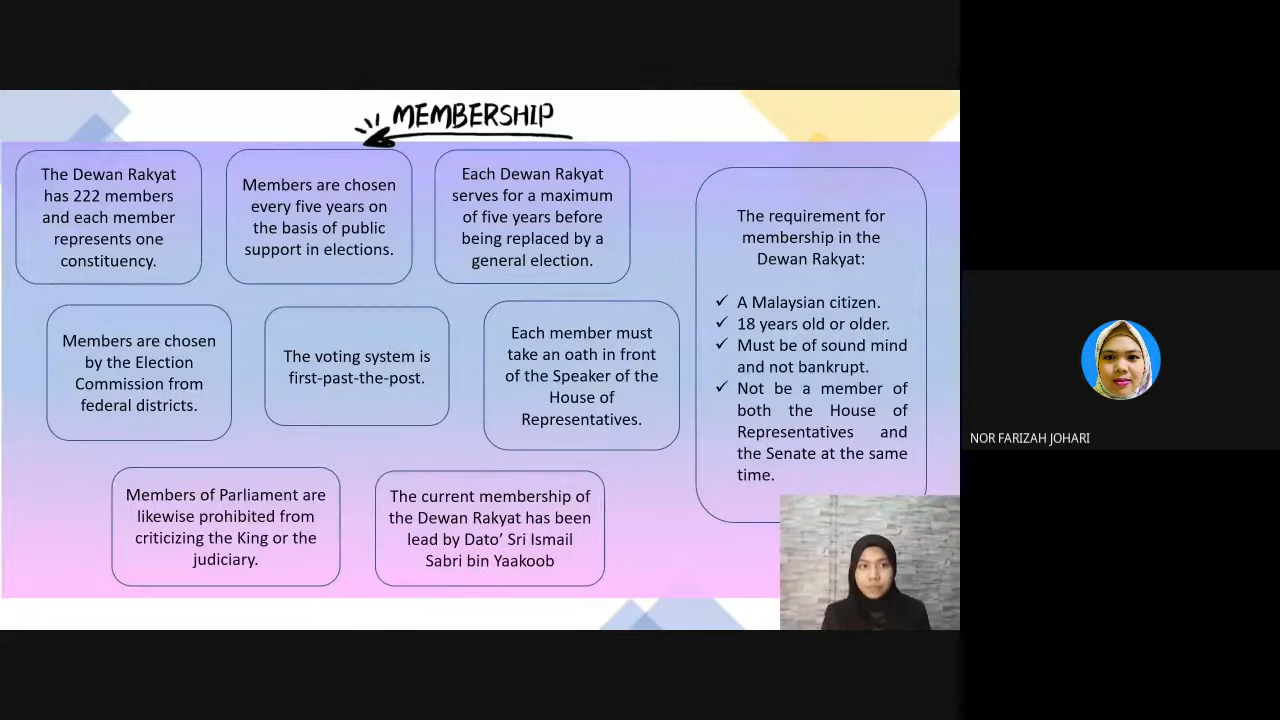 MEMBERSHIP
The Dewan Rakyat
has 222 members
and each member
represents one
constituency.
Members are chosen
every five years on
the basis of public
support in elections.
Each Dewan Rakyat
serves for a maximum
of five years before
being replaced by a
general election.
Members are chosen
by the Election
Commission from
federal districts.
The voting system is
first-past-the-post.
Each member must
take an oath in front
of the Speaker of the
House of
Representatives.
Members of Parliament are
likewise prohibited from
criticizing the King or the
judiciary.
The current membership of
the Dewan Rakyat has been
lead by Dato’ Sri Ismail
Sabri bin Yaakoob
The requirement for
membership in the
Dewan Rakyat:
✓ A Malaysian citizen.
✓ 18 years old or older.
✓ Must be of sound mind
and not bankrupt.
✓ Not be a member of
both the House of
Representatives and
the Senate at the same
time.
NOR FARIZAH JOHARI